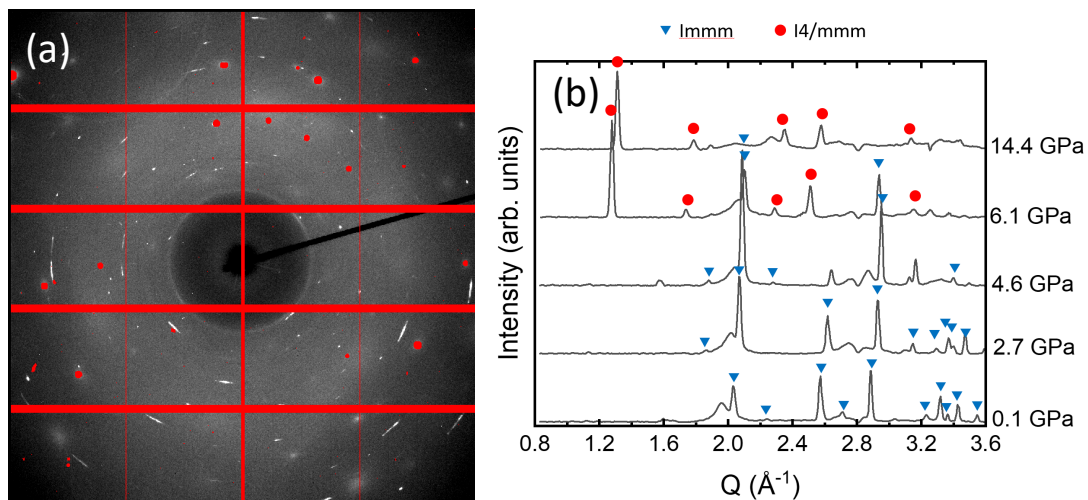 (a)
Immm
I4/mmm
(b)
14.4 GPa
6.1 GPa
4.6 GPa
2.7 GPa
0.1 GPa
Intensity (arb. units)
0.8 1.2 1.6 2.0 2.4 2.8 3.2 3.6
Q (Å⁻¹)